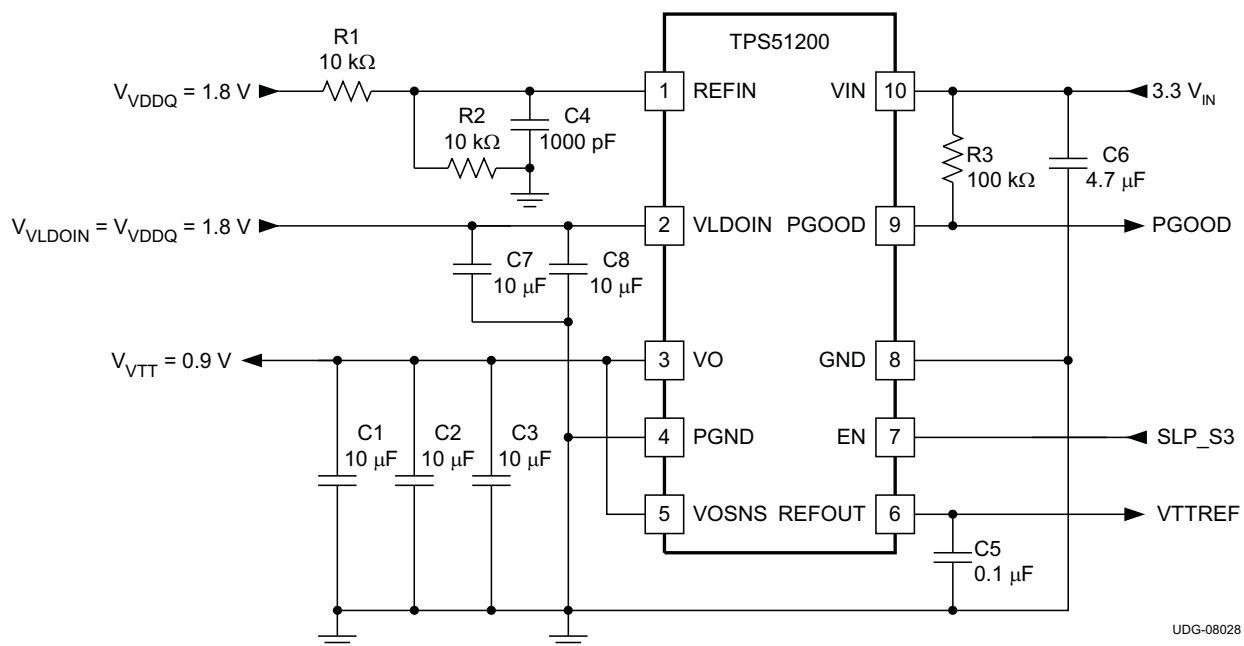 TPS51200
R1
10 kΩ
V_VDDQ = 1.8 V
1
REFIN
VIN
10
3.3 V_IN
R2
10 kΩ
C4
1000 pF
R3
100 kΩ
C6
4.7 μF
V_VLDOIN = V_VDDQ = 1.8 V
2
VLDOIN
PGOOD
9
PGOOD
C7
10 μF
C8
10 μF
V_VTT = 0.9 V
3
VO
GND
8
C1
10 μF
C2
10 μF
C3
10 μF
4
PGND
EN
7
SLP_S3
5
VOSNS
REFOUT
6
VTTREF
C5
0.1 μF
UDG-08028